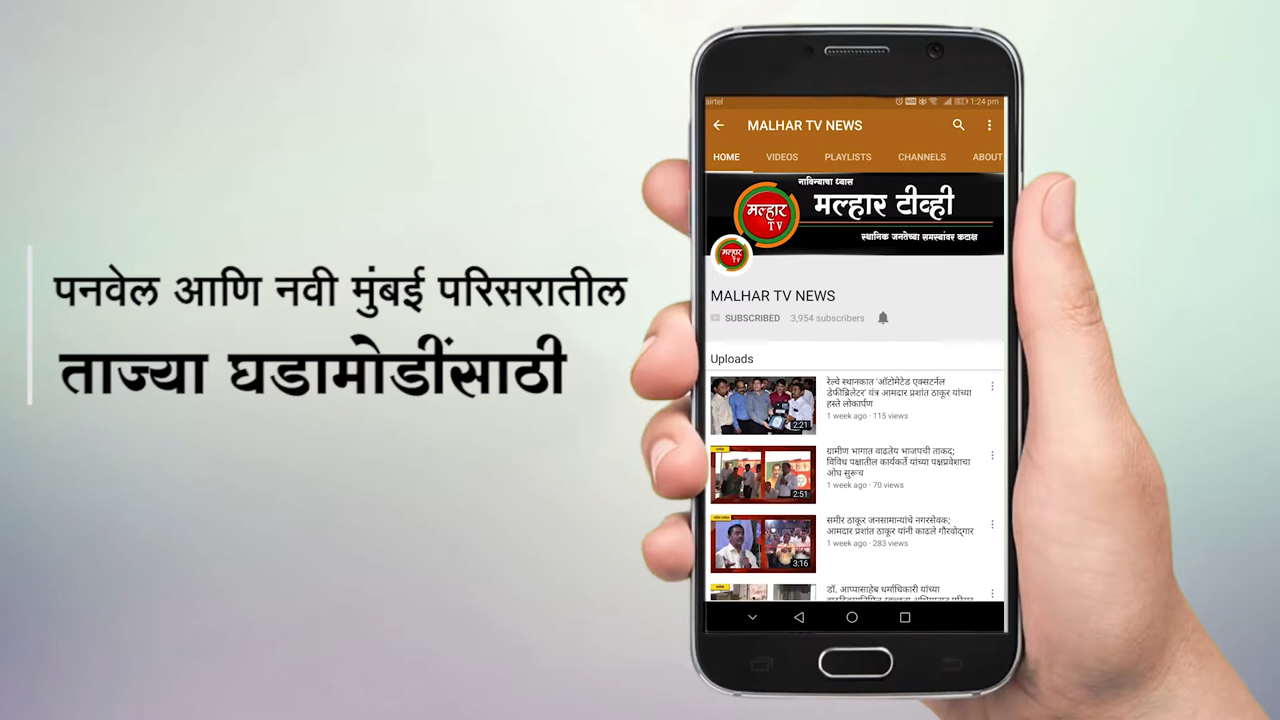 पनवेल आणि नवी मुंबई परिसरातील
ताज्या घडामोडींसाठी
airtel
1:24 pm
MALHAR TV NEWS
HOME VIDEOS PLAYLISTS CHANNELS ABOUT
नाविन्याचा ध्यास
मल्हार टीव्ही
मल्हार
TV
स्थानिक जनतेच्या समस्यांवर कटाक्ष
मल्हार
TV
MALHAR TV NEWS
SUBSCRIBED 3,954 subscribers
Uploads
रेल्वे स्थानकात 'ऑटोमेटेड एक्सटर्नल
डेफीब्रिलेटर' यंत्र आमदार प्रशांत ठाकूर यांच्या
हस्ते लोकार्पण
1 week ago · 115 views
2:21
ग्रामीण भागात वाढतेय भाजपची ताकद;
विविध पक्षातील कार्यकर्ते यांच्या पक्षप्रवेशाचा
ओघ सुरूच
1 week ago · 70 views
2:51
समीर ठाकूर जनसामान्यांचे नगरसेवक;
आमदार प्रशांत ठाकूर यांनी काढले गौरवोद्गार
1 week ago · 283 views
3:16
डॉ. आप्पासाहेब धर्माधिकारी यांच्या